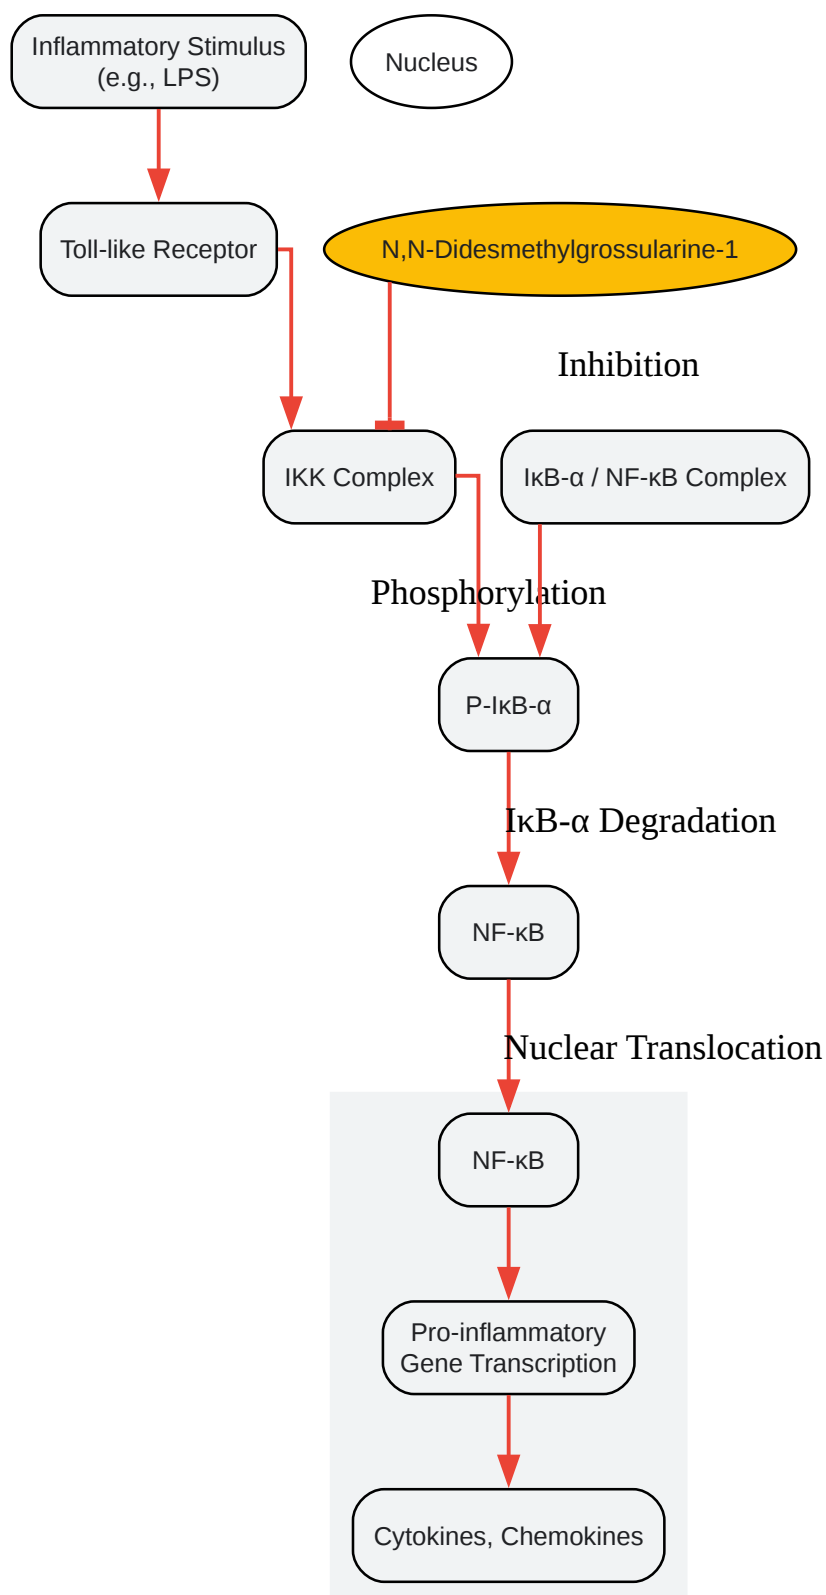 Inflammatory Stimulus
(e.g., LPS)
Nucleus
Toll-like Receptor
N,N-Didesmethylgrossularine-1
Inhibition
IKK Complex
IκB-α / NF-κB Complex
Phosphorylation
P-IκB-α
IκB-α Degradation
NF-κB
Nuclear Translocation
NF-κB
Pro-inflammatory
Gene Transcription
Cytokines, Chemokines